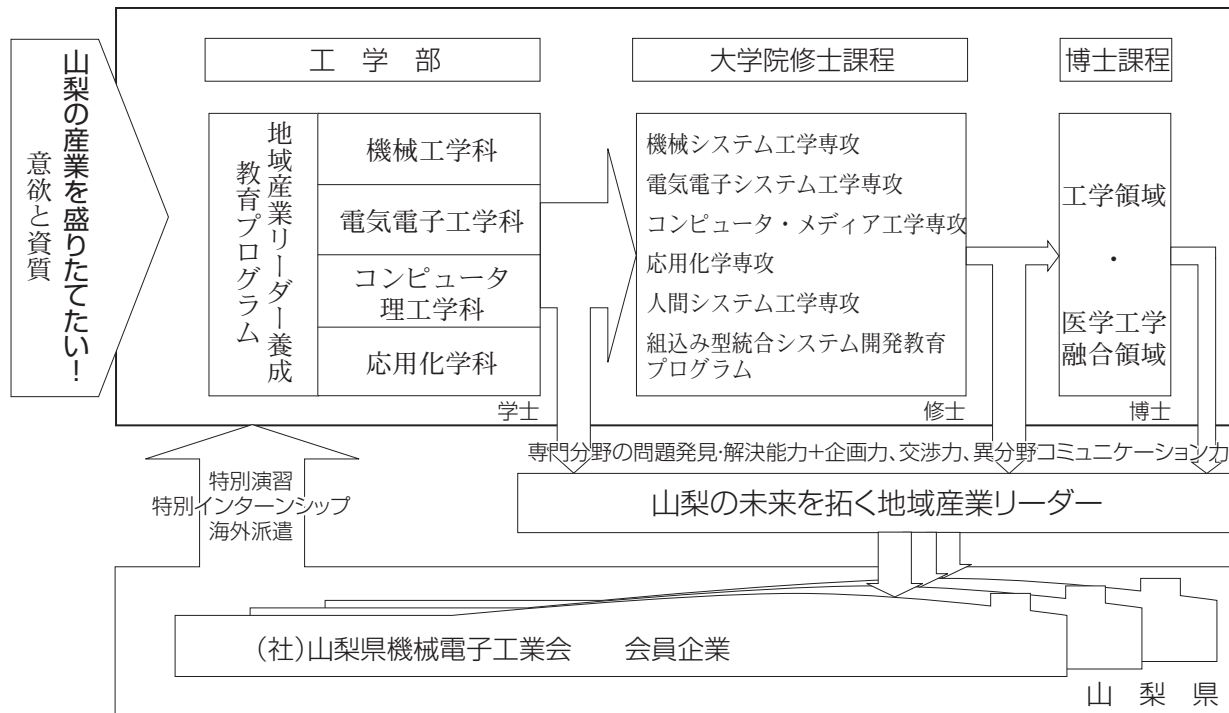 山梨の産業を盛りたてたい！
意欲と資質
工 学 部
大学院修士課程
博士課程
地域産業リーダー養成
教育プログラム
機械工学科
電気電子工学科
コンピュータ
理工学科
応用化学科
学士
機械システム工学専攻
電気電子システム工学専攻
コンピュータ・メディア工学専攻
応用化学専攻
人間システム工学専攻
組込み型統合システム開発教育
プログラム
修士
工学領域
・
医学工学
融合領域
博士
専門分野の問題発見・解決能力+企画力、交渉力、異分野コミュニケーション力
山梨の未来を拓く地域産業リーダー
特別演習
特別インターンシップ
海外派遣
（社）山梨県機械電子工業会　　会員企業
山 梨 県